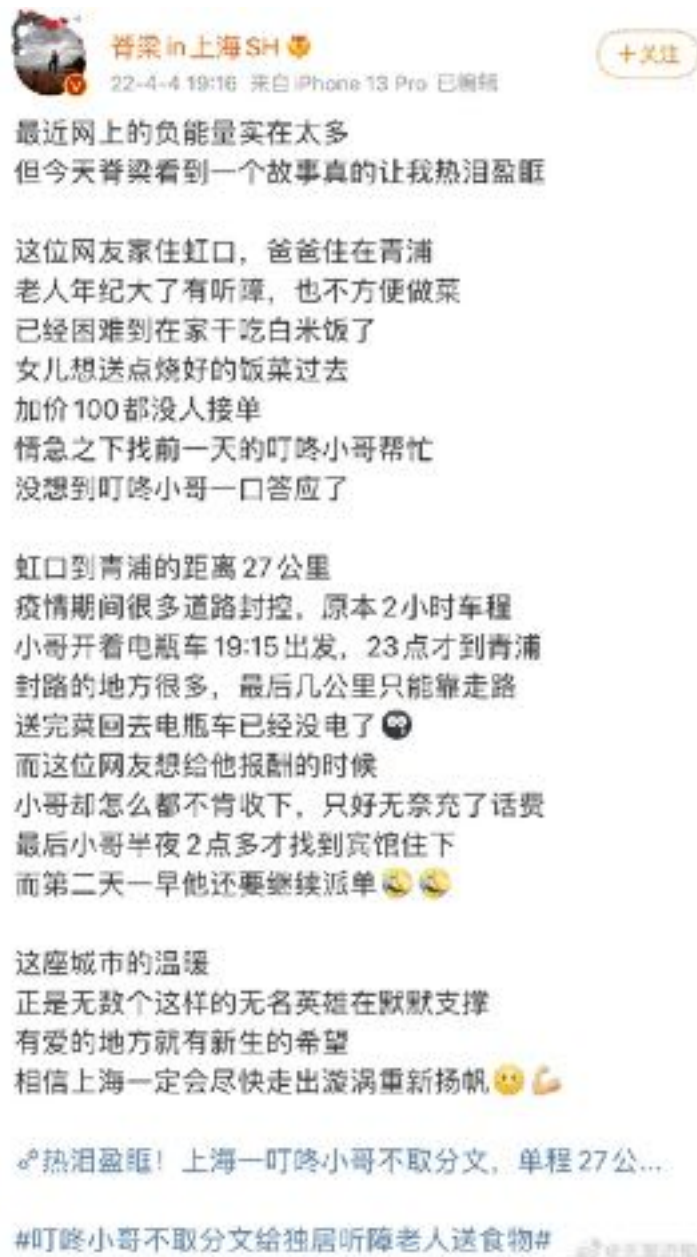 脊梁in上海SH
+关注
22-4-4 19:16 来自iPhone 13 Pro 已编辑
最近网上的负能量实在太多
但今天脊梁看到一个故事真的让我热泪盈眶
这位网友家住虹口，爸爸住在青浦
老人年纪大了有听障，也不方便做菜
已经困难到在家干吃白米饭了
女儿想送点烧好的饭菜过去
加价100都没人接单
情急之下找前一天的叮咚小哥帮忙
没想到叮咚小哥一口答应了
虹口到青浦的距离27公里
疫情期间很多道路封控，原本2小时车程
小哥开着电瓶车19:15出发，23点才到青浦
封路的地方很多，最后几公里只能靠走路
送完菜回去电瓶车已经没电了
而这位网友想给他报酬的时候
小哥却怎么都不肯收下，只好无奈充了话费
最后小哥半夜2点多才找到宾馆住下
而第二天一早他还要继续派单
这座城市的温暖
正是无数个这样的无名英雄在默默支撑
有爱的地方就有新生的希望
相信上海一定会尽快走出漩涡重新扬帆
热泪盈眶！上海一叮咚小哥不取分文，单程27公...
#叮咚小哥不取分文给独居听障老人送食物#